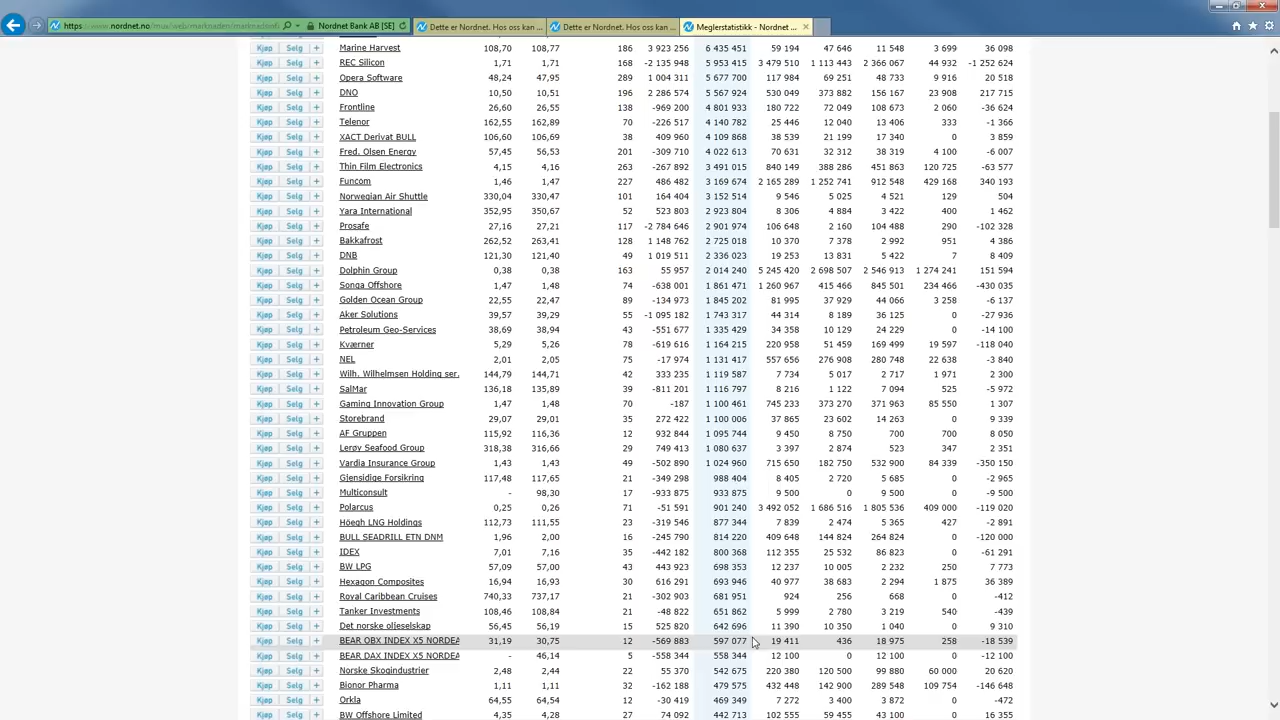 https://www.nordnet.no/mux/web/marknaden/marknadso Nordnet Bank AB [SE] Dette er Nordnet. Hos oss kan ... Dette er Nordnet. Hos oss kan ... Meglerstatistikk - Nordnet ...
Kjøp Selg + Marine Harvest 108,70 108,77 186 3 923 256 6 435 451 59 194 47 646 11 548 3 699 36 098
Kjøp Selg + REC Silicon 1,71 1,71 168 -2 135 948 5 953 415 3 479 510 1 113 443 2 366 067 44 932 -1 252 624
Kjøp Selg + Opera Software 48,24 47,95 289 1 004 311 5 677 700 117 984 69 251 48 733 9 916 20 518
Kjøp Selg + DNO 10,50 10,51 196 2 286 574 5 567 924 530 049 373 882 156 167 23 908 217 715
Kjøp Selg + Frontline 26,60 26,55 138 -969 200 4 801 933 180 722 72 049 108 673 2 060 -36 624
Kjøp Selg + Telenor 162,55 162,89 70 -226 517 4 140 782 25 446 12 040 13 406 333 -1 366
Kjøp Selg + XACT Derivat BULL 106,60 106,69 38 409 960 4 109 868 38 539 21 199 17 340 0 3 859
Kjøp Selg + Fred. Olsen Energy 57,45 56,53 201 -309 710 4 022 613 70 631 32 312 38 319 4 100 -6 007
Kjøp Selg + Thin Film Electronics 4,15 4,16 263 -267 892 3 491 015 840 149 388 286 451 863 120 725 -63 577
Kjøp Selg + Funcom 1,46 1,47 227 486 482 3 169 674 2 165 289 1 252 741 912 548 429 168 340 193
Kjøp Selg + Norwegian Air Shuttle 330,04 330,47 101 164 404 3 152 514 9 546 5 025 4 521 129 504
Kjøp Selg + Yara International 352,95 350,67 52 523 803 2 923 804 8 306 4 884 3 422 400 1 462
Kjøp Selg + Prosafe 27,16 27,21 117 -2 784 646 2 901 974 106 648 2 160 104 488 290 -102 328
Kjøp Selg + Bakkafrost 262,52 263,41 128 1 148 762 2 725 018 10 370 7 378 2 992 951 4 386
Kjøp Selg + DNB 121,30 121,40 49 1 019 511 2 336 023 19 253 13 831 5 422 7 8 409
Kjøp Selg + Dolphin Group 0,38 0,38 163 55 957 2 014 240 5 245 420 2 698 507 2 546 913 1 274 241 151 594
Kjøp Selg + Songa Offshore 1,47 1,48 74 -638 001 1 861 471 1 260 967 415 466 845 501 234 466 -430 035
Kjøp Selg + Golden Ocean Group 22,55 22,47 89 -134 973 1 845 202 81 995 37 929 44 066 3 258 -6 137
Kjøp Selg + Aker Solutions 39,57 39,29 55 -1 095 182 1 743 317 44 314 8 189 36 125 0 -27 936
Kjøp Selg + Petroleum Geo-Services 38,69 38,94 43 -551 677 1 335 429 34 358 10 129 24 229 0 -14 100
Kjøp Selg + Kværner 5,29 5,26 78 -619 616 1 164 215 220 958 51 459 169 499 19 597 -118 040
Kjøp Selg + NEL 2,01 2,05 75 -17 974 1 131 417 557 656 276 908 280 748 22 638 -3 840
Kjøp Selg + Wilh. Wilhelmsen Holding ser. 144,79 144,71 42 333 235 1 119 587 7 734 5 017 2 717 1 971 2 300
Kjøp Selg + SalMar 136,18 135,89 39 -811 201 1 116 797 8 216 1 122 7 094 525 -5 972
Kjøp Selg + Gaming Innovation Group 1,47 1,48 70 -187 1 100 461 745 233 373 270 371 963 85 550 1 307
Kjøp Selg + Storebrand 29,07 29,01 35 272 422 1 100 006 37 865 23 602 14 263 0 9 339
Kjøp Selg + AF Gruppen 115,92 116,36 12 932 844 1 095 744 9 450 8 750 700 700 8 050
Kjøp Selg + Lerøy Seafood Group 318,38 316,66 29 749 413 1 080 637 3 397 2 874 523 347 2 351
Kjøp Selg + Vardia Insurance Group 1,43 1,43 49 -502 890 1 024 960 715 650 182 750 532 900 84 339 -350 150
Kjøp Selg + Gjensidige Forsikring 117,48 117,65 21 -349 298 988 404 8 405 2 720 5 685 0 -2 965
Kjøp Selg + Multiconsult - 98,30 17 -933 875 933 875 9 500 0 9 500 0 -9 500
Kjøp Selg + Polarcus 0,25 0,26 71 -51 591 901 240 3 492 052 1 686 516 1 805 536 409 000 -119 020
Kjøp Selg + Höegh LNG Holdings 112,73 111,55 23 -319 546 877 344 7 839 2 474 5 365 427 -2 891
Kjøp Selg + BULL SEADRILL ETN DNM 1,96 2,00 16 -245 790 814 220 409 648 144 824 264 824 0 -120 000
Kjøp Selg + IDEX 7,01 7,16 35 -442 182 800 368 112 355 25 532 86 823 0 -61 291
Kjøp Selg + BW LPG 57,09 57,00 43 443 923 698 353 12 237 10 005 2 232 250 7 773
Kjøp Selg + Hexagon Composites 16,94 16,93 30 616 291 693 946 40 977 38 683 2 294 1 875 36 389
Kjøp Selg + Royal Caribbean Cruises 740,33 737,17 21 -302 903 681 951 924 256 668 0 -412
Kjøp Selg + Tanker Investments 108,46 108,84 21 -48 822 651 862 5 999 2 780 3 219 540 -439
Kjøp Selg + Det norske oljeselskap 56,45 56,19 15 525 820 642 696 11 390 10 350 1 040 0 9 310
Kjøp Selg + BEAR OBX INDEX X5 NORDEA 31,19 30,75 12 -569 883 597 077 19 411 436 18 975 258 -18 539
Kjøp Selg + BEAR DAX INDEX X5 NORDEA - 46,14 5 -558 344 558 344 12 100 0 12 100 0 -12 100
Kjøp Selg + Norske Skogindustrier 2,48 2,44 22 55 370 542 675 220 380 120 500 99 880 60 000 20 620
Kjøp Selg + Bionor Pharma 1,11 1,11 32 -162 188 479 575 432 448 142 900 289 548 109 754 -146 648
Kjøp Selg + Orkla 64,55 64,54 12 -30 419 469 349 7 272 3 400 3 872 0 -472
Kjøp Selg + BW Offshore Limited 4,35 4,28 27 74 092 442 713 102 555 59 455 43 100 0 16 355